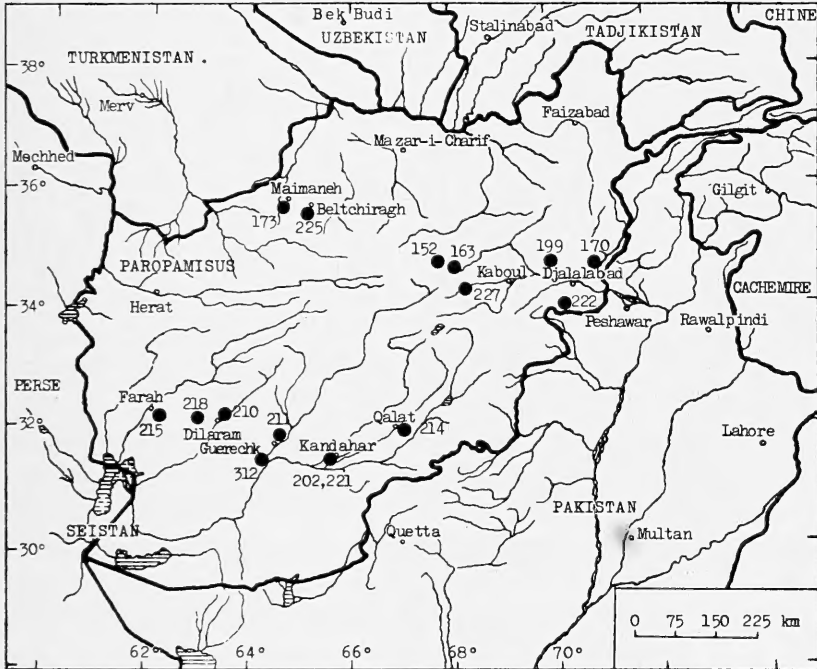 Bek Budi
CHINE
Stalinabad
UZBEKISTAN
TADJIKISTAN
38°
TURKMENISTAN
Merv
Faizabad
Mazar-i-Charif
Mechhed
36°
Gilgit
Maimaneh
173
Beltchiragh
225
152
163
199
170
PAROPAMISUS
Kaboul
Djalalabad
227
222
CACHEMIRE
34°
Herat
Peshawar
Rawalpindi
PERSE
Farah
218
210
215
32°
Dilaram
211
Qalat
214
Guerechk
Kandahar
Lahore
312
202,221
PAKISTAN
SEISTAN
Quetta
Multan
30°
0 75 150 225 km
62° 64° 66° 68° 70°